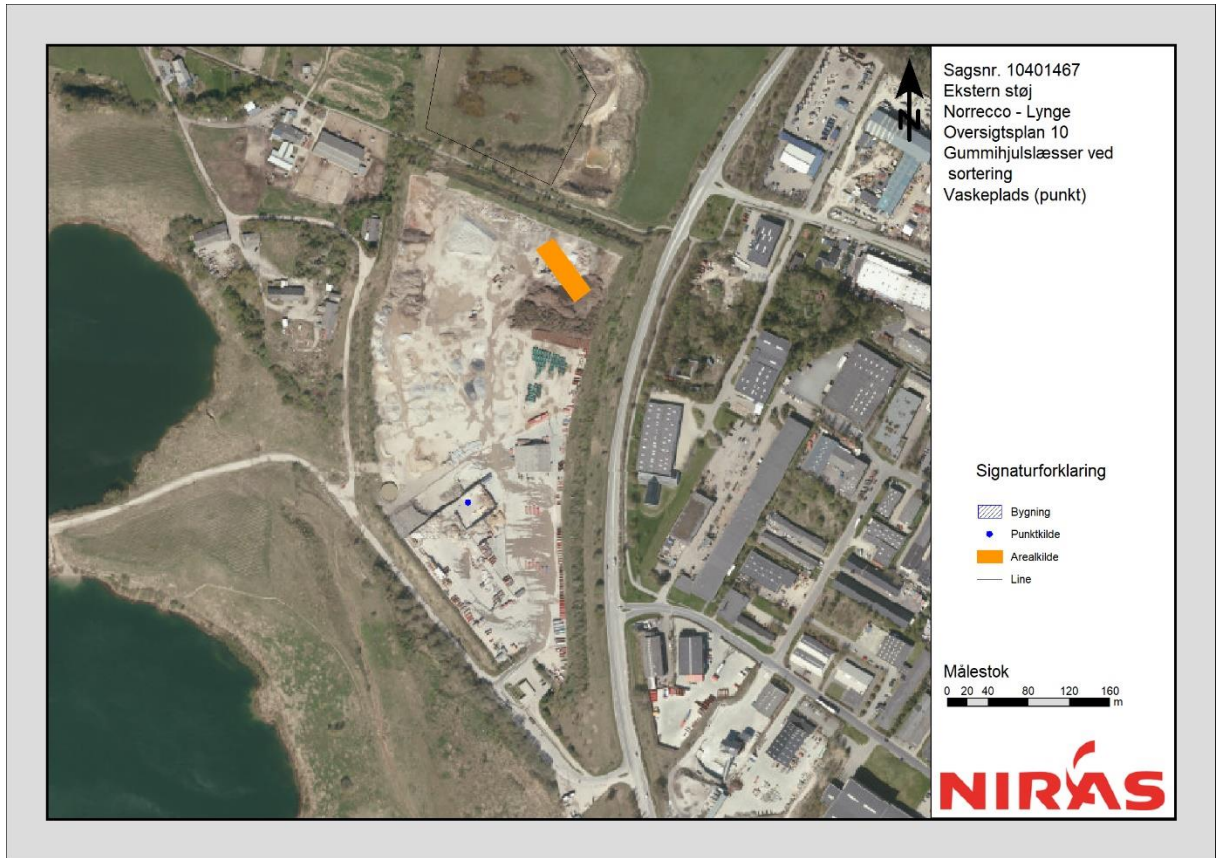 Sagsnr. 10401467
Ekstern støj
Norrecco - Lynge
Oversigtsplan 10
Gummihjulslæsser ved
sortering
Vaskeplads (punkt)
N
Signaturforklaring
Bygning
Punktkilde
Arealkilde
Line
Målestok
0 20 40 80 120 160
m
NIRAS